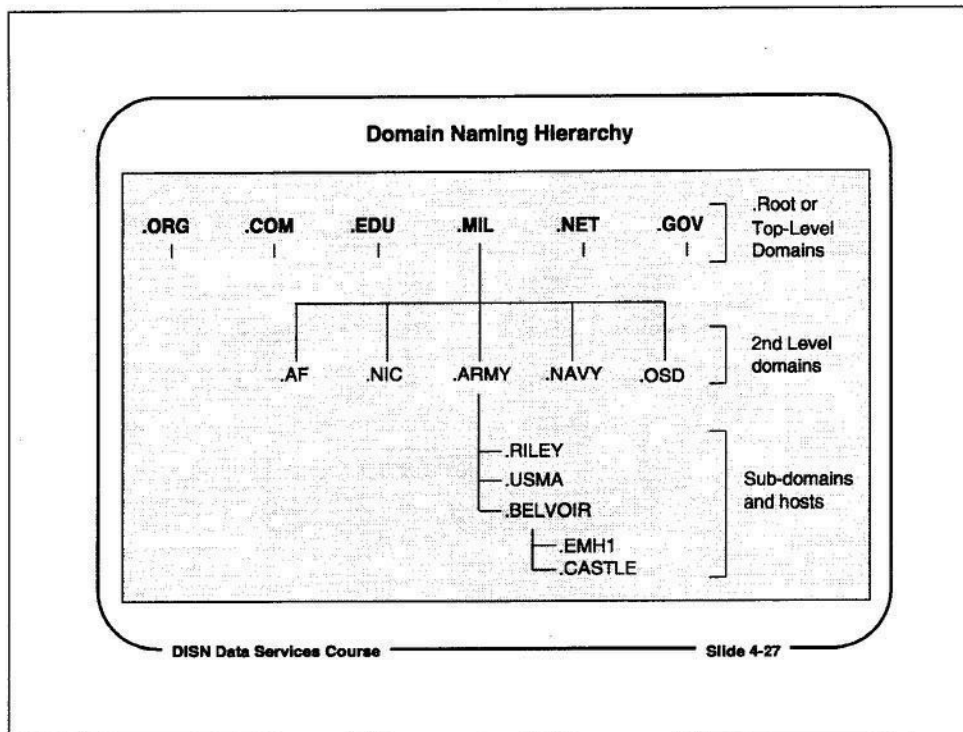 Domain Naming Hierarchy
.ORG .COM .EDU .MIL .NET .GOV
.Root or
Top-Level
Domains
.AF .NIC .ARMY .NAVY .OSD
2nd Level
domains
.RILEY
.USMA
.BELVOIR
.EMH1
.CASTLE
Sub-domains
and hosts
DISN Data Services Course
Slide 4-27